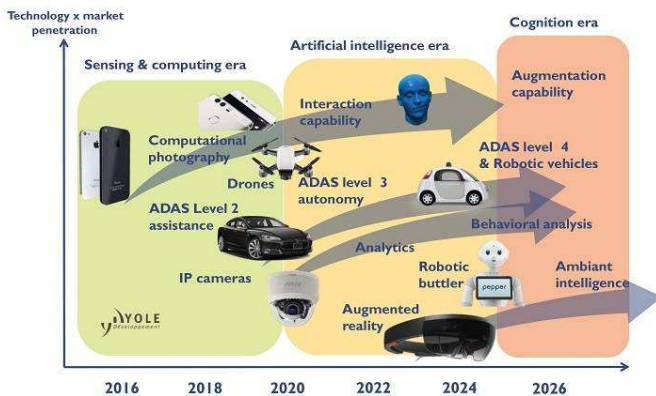 Technology x market
penetration
Sensing & computing era
Artificial intelligence era
Cognition era
Computational
photography
Interaction
capability
Augmentation
capability
Drones
ADAS level 3
autonomy
ADAS level 4
& Robotic vehicles
ADAS Level 2
assistance
Analytics
Behavioral analysis
IP cameras
Robotic
buttler
pepper
Ambiant
intelligence
Augmented
reality
YOLE
Développement
2016
2018
2020
2022
2024
2026